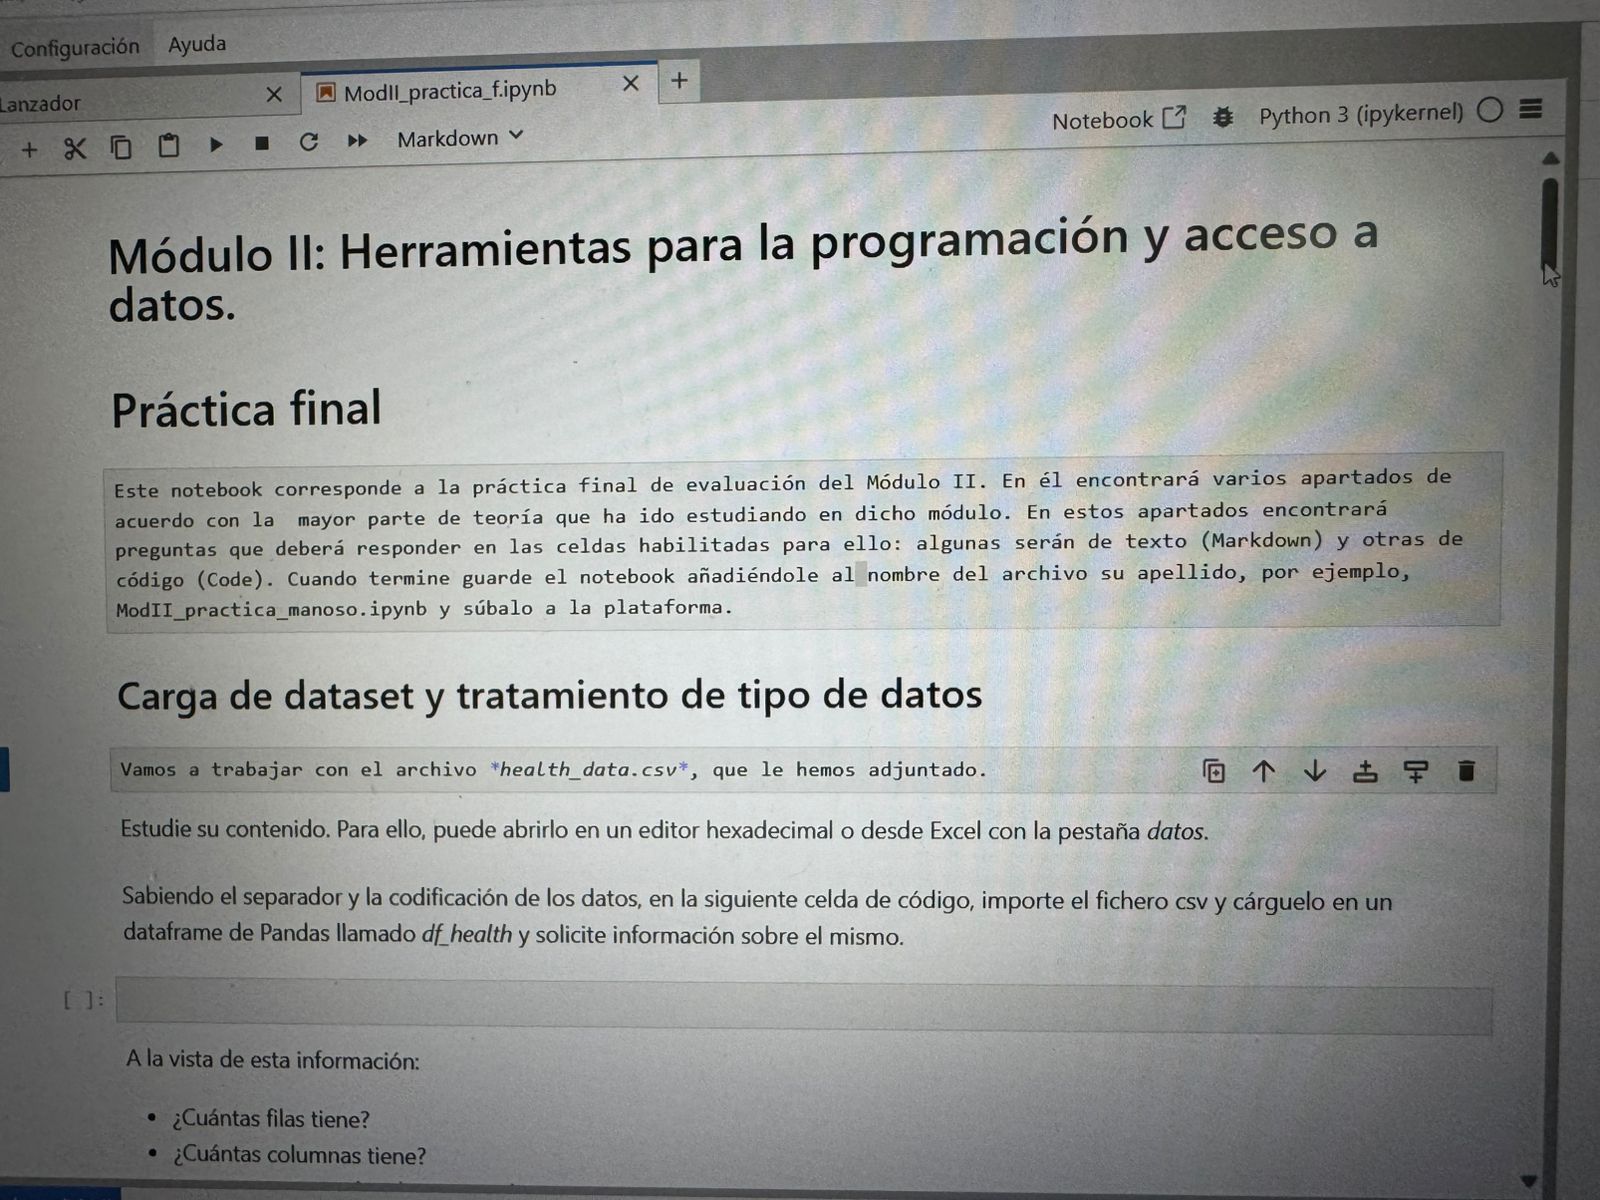 Configuración Ayuda
Lanzador
ModII_practica_f.ipynb
Markdown
Notebook
Python 3 (ipykernel)
Módulo II: Herramientas para la programación y acceso a
datos.
Práctica final
Este notebook corresponde a la práctica final de evaluación del Módulo II. En él encontrará varios apartados de
acuerdo con la  mayor parte de teoría que ha ido estudiando en dicho módulo. En estos apartados encontrará
preguntas que deberá responder en las celdas habilitadas para ello: algunas serán de texto (Markdown) y otras de
código (Code). Cuando termine guarde el notebook añadiéndole al nombre del archivo su apellido, por ejemplo,
ModII_practica_manoso.ipynb y súbalo a la plataforma.
Carga de dataset y tratamiento de tipo de datos
Vamos a trabajar con el archivo *health_data.csv*, que le hemos adjuntado.
Estudie su contenido. Para ello, puede abrirlo en un editor hexadecimal o desde Excel con la pestaña datos.
Sabiendo el separador y la codificación de los datos, en la siguiente celda de código, importe el fichero csv y cárguelo en un
dataframe de Pandas llamado df_health y solicite información sobre el mismo.
[ ]:
A la vista de esta información:
• ¿Cuántas filas tiene?
• ¿Cuántas columnas tiene?